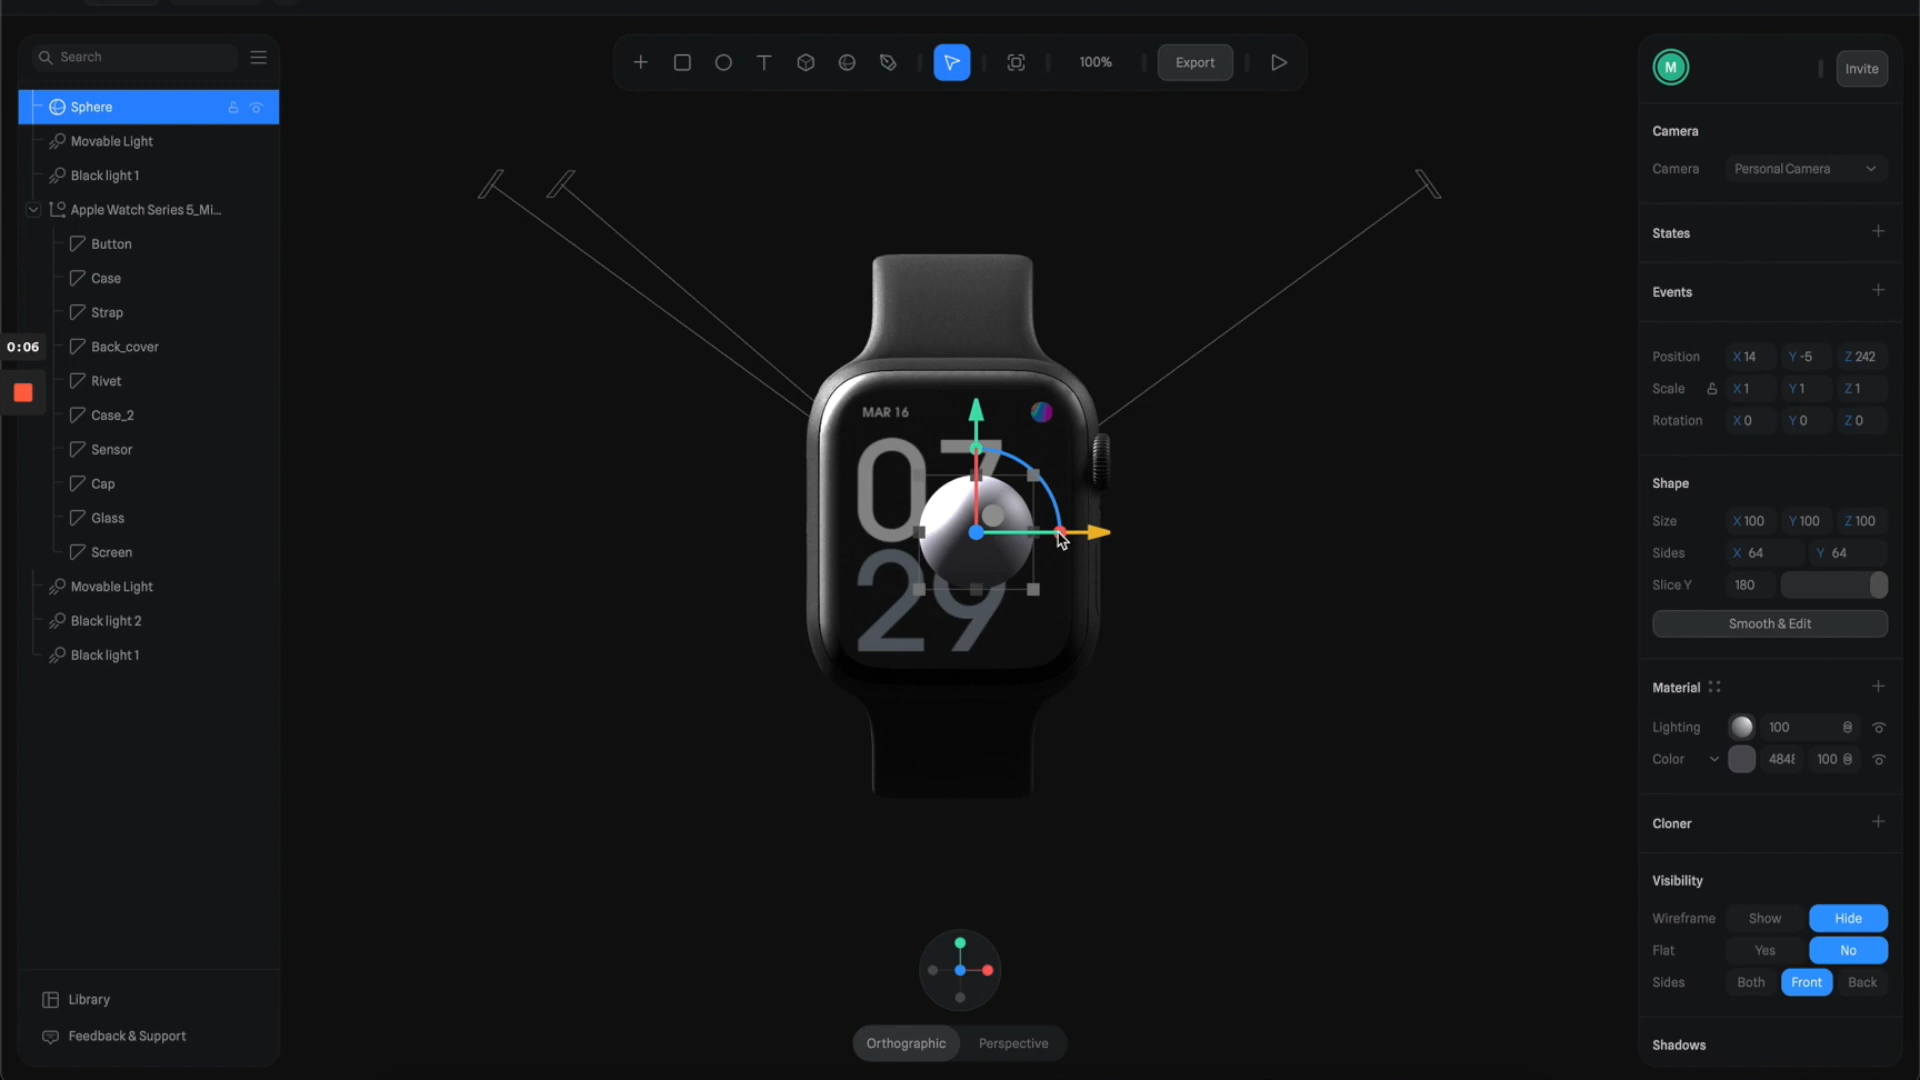 Search
100%
Export
M
Invite
Sphere
Movable Light
Black light 1
Apple Watch Series 5_Mi...
Button
Case
Strap
Back_cover
Rivet
Case_2
Sensor
Cap
Glass
Screen
Movable Light
Black light 2
Black light 1
Library
Feedback & Support
0:06
MAR 16
07
29
Orthographic Perspective
Camera
Camera Personal Camera
States
Events
Position X 14 Y -5 Z 242
Scale X 1 Y 1 Z 1
Rotation X 0 Y 0 Z 0
Shape
Size X 100 Y 100 Z 100
Sides X 64 Y 64
Slice Y 180
Smooth & Edit
Material
Lighting 100
Color 100
Cloner
Visibility
Wireframe Show Hide
Flat Yes No
Sides Both Front Back
Shadows